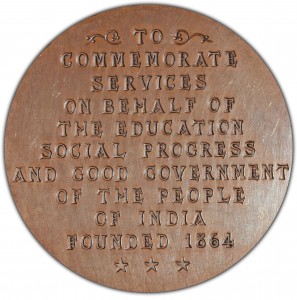 TO
COMMEMORATE
SERVICES
ON BEHALF OF
THE EDUCATION
SOCIAL PROGRESS
AND GOOD GOVERNMENT
OF THE PEOPLE
OF INDIA
FOUNDED 1864